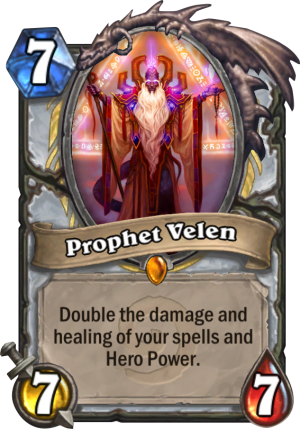 7
Prophet Velen
Double the damage and
healing of your spells and
Hero Power.
7
7